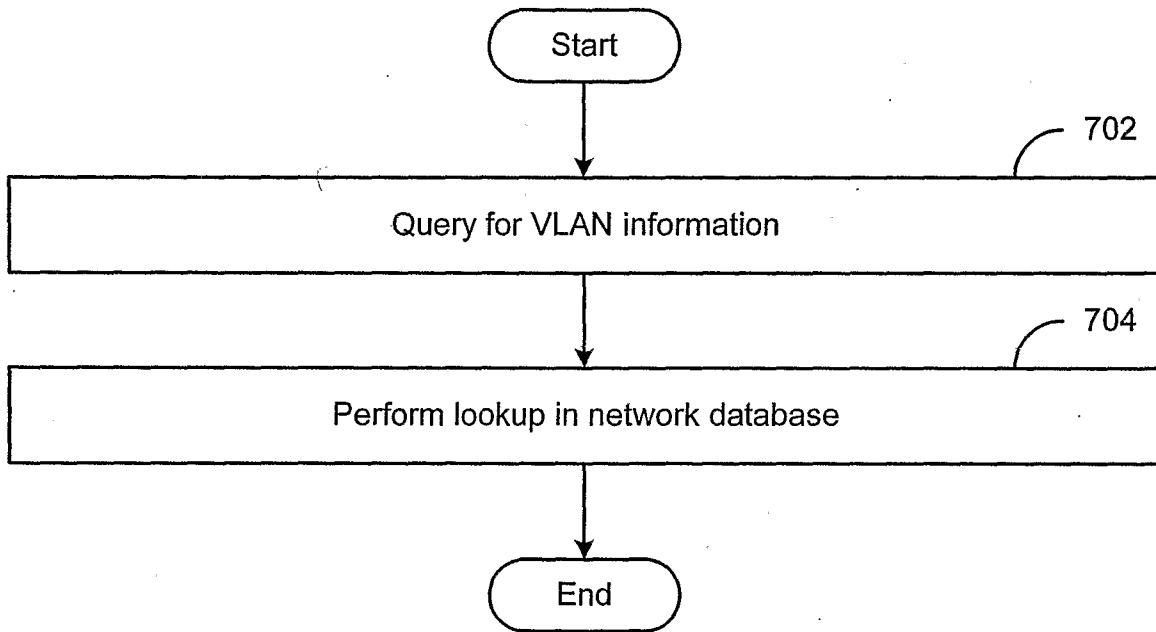 Start
702
Query for VLAN information
704
Perform lookup in network database
End